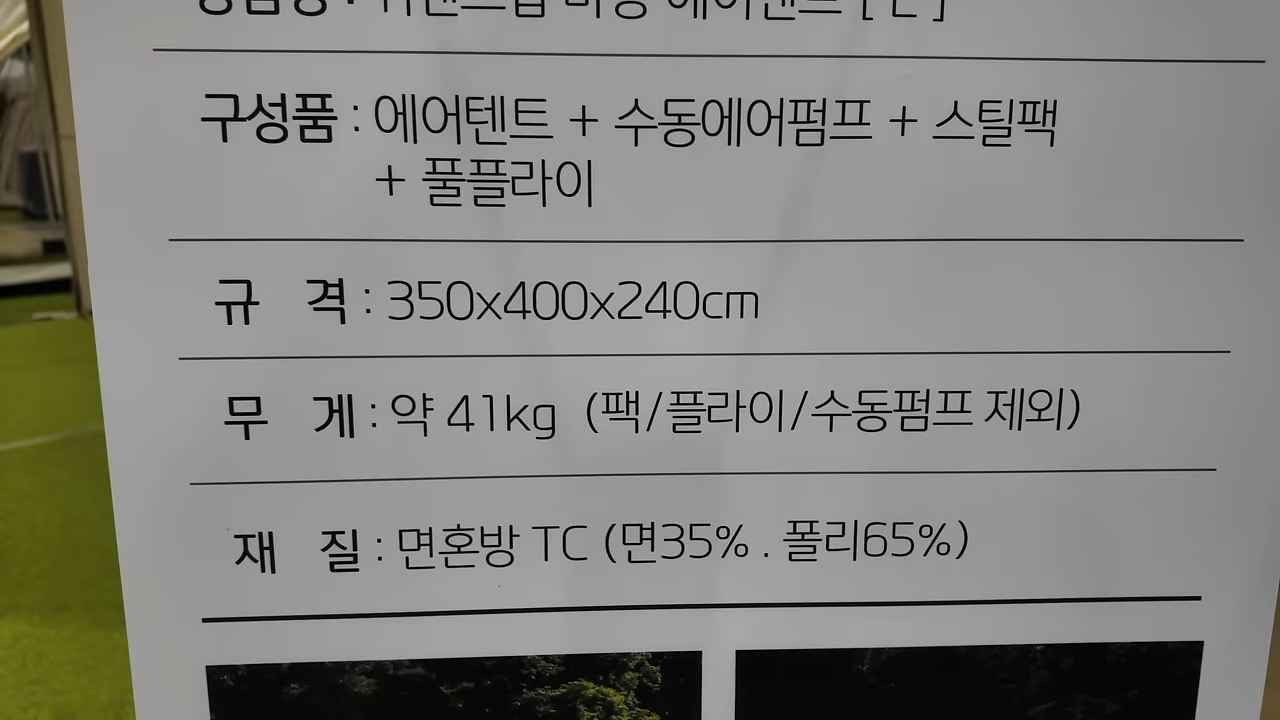 구성품 : 에어텐트 + 수동에어펌프 + 스틸팩
+ 풀플라이
규 격 : 350x400x240cm
무 게 : 약 41kg (팩/플라이/수동펌프 제외)
재 질 : 면혼방 TC (면35% . 폴리65%)